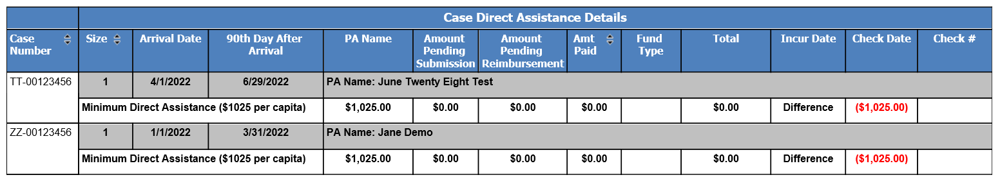 Case Direct Assistance Details
Case Number Size Arrival Date 90th Day After Arrival PA Name Amount Pending Submission Amount Pending Reimbursement Amt Paid Fund Type Total Incur Date Check Date Check #
TT-00123456 1 4/1/2022 6/29/2022 PA Name: June Twenty Eight Test
Minimum Direct Assistance ($1025 per capita) $1,025.00 $0.00 $0.00 $0.00 $0.00 Difference ($1,025.00)
ZZ-00123456 1 1/1/2022 3/31/2022 PA Name: Jane Demo
Minimum Direct Assistance ($1025 per capita) $1,025.00 $0.00 $0.00 $0.00 $0.00 Difference ($1,025.00)